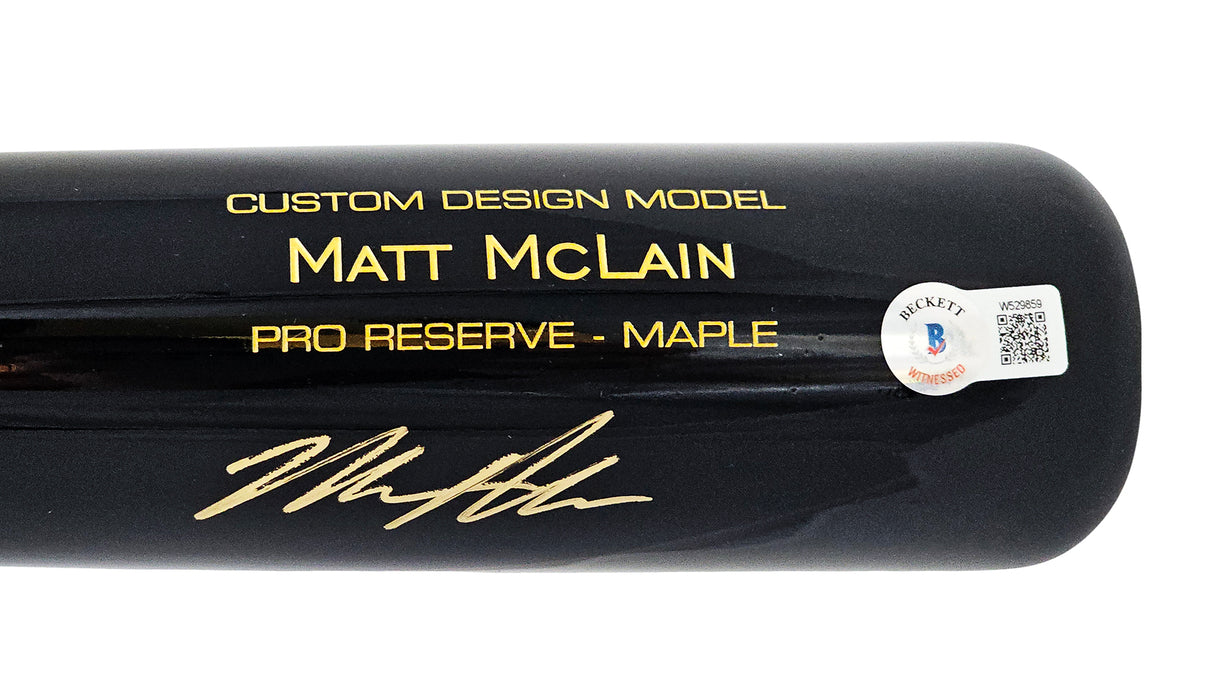 CUSTOM DESIGN MODEL
MATT MCLAIN
PRO RESERVE - MAPLE
BECKETT
B
WITNESSED
W529859